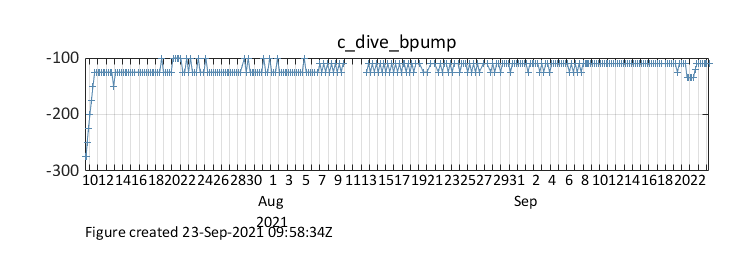 c_dive_bpump
-100
-200
-300
10 12 14 16 18 20 22 24 26 28 30 1 3 5 7 9 11 13 15 17 19 21 23 25 27 29 31 2 4 6 8 10 12 14 16 18 20 22
Aug Sep
2021
Figure created 23-Sep-2021 09:58:34Z